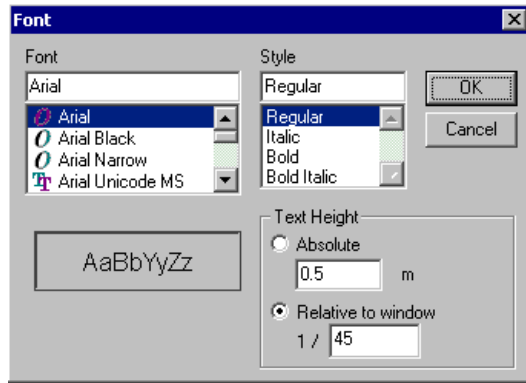 Font
Font
Arial
Arial
Arial Black
Arial Narrow
Arial Unicode MS
Style
Regular
Regular
Italic
Bold
Bold Italic
OK
Cancel
AaBbYyZz
Text Height
Absolute
0.5 m
Relative to window
1 / 45